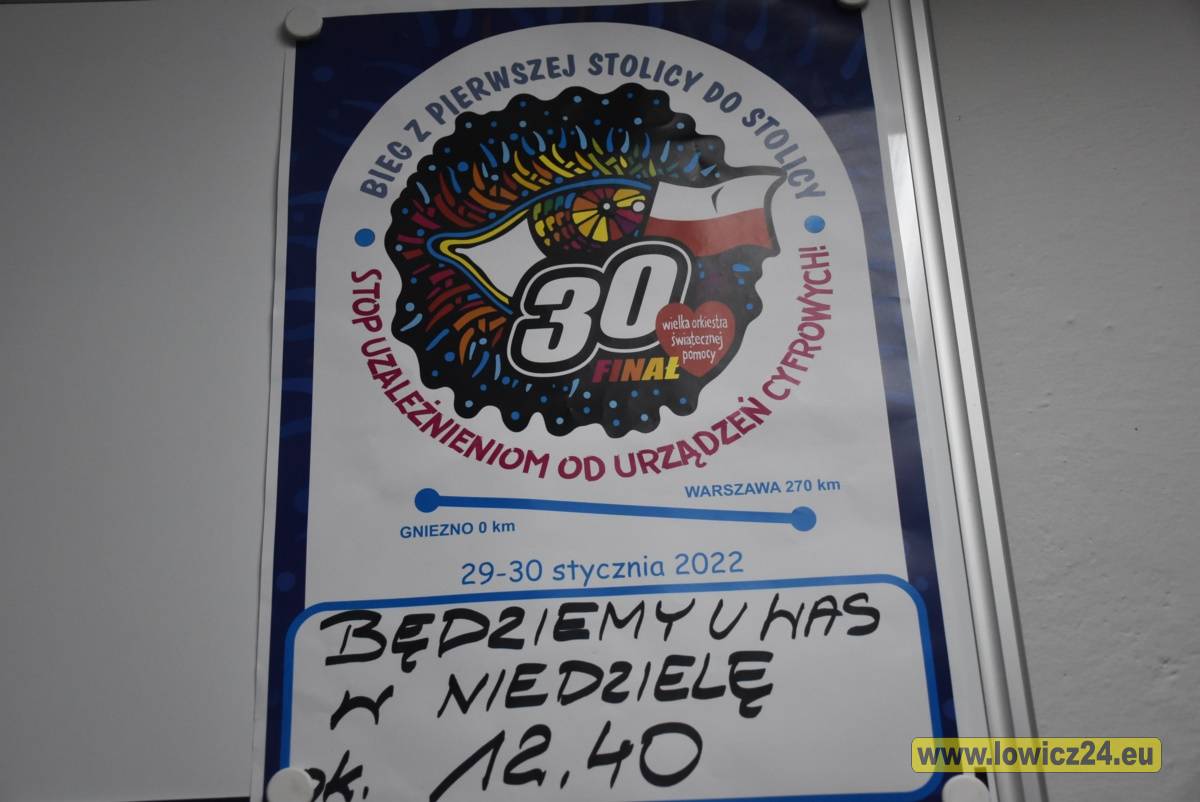 BIEG Z PIERWSZEJ STOLICY DO STOLICY
30
FINAŁ
wielka orkiestra
świątecznej
pomocy
STOP UZALEŻNIENIOM OD URZĄDZEŃ CYFROWYCH!
WARSZAWA 270 km
GNIEZNO 0 km
29-30 stycznia 2022
BĘDZIEMY U WAS
W NIEDZIELĘ
ok. 12.40
www.lowicz24.eu